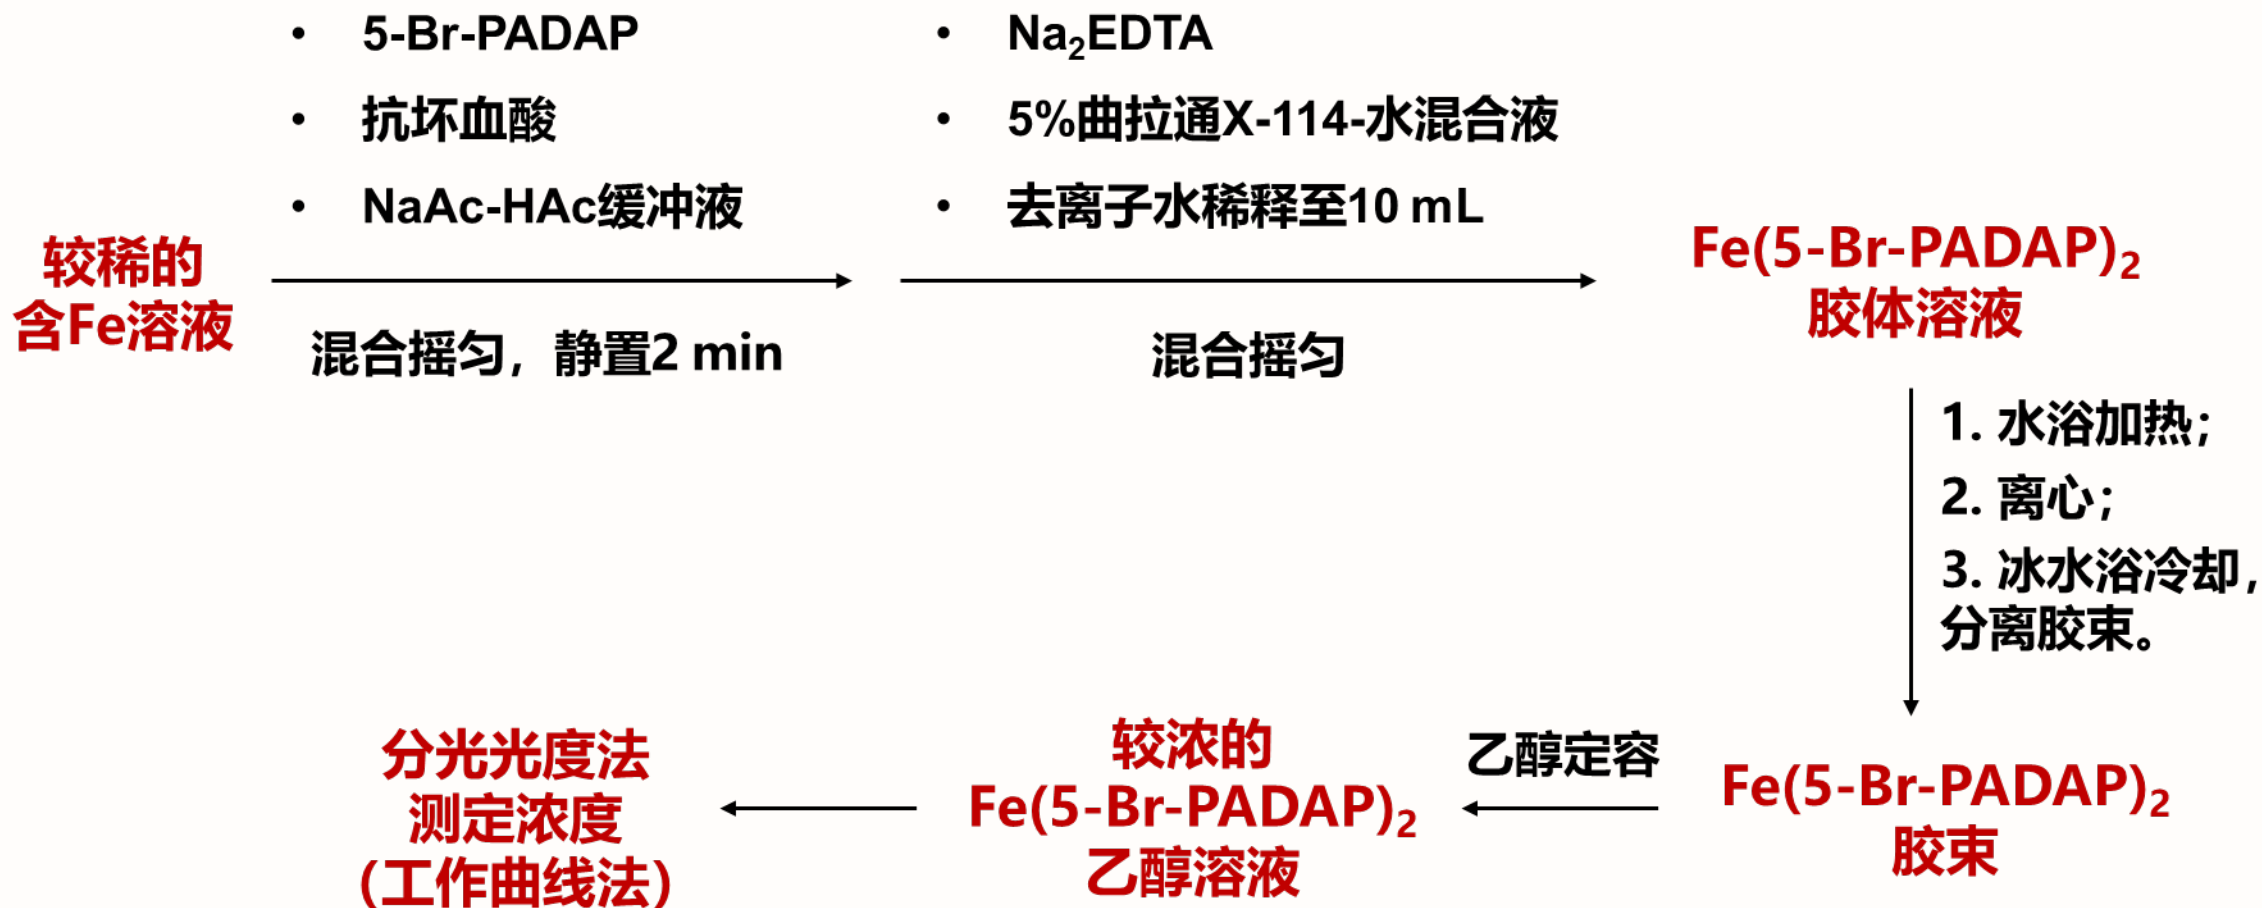 • 5-Br-PADAP
• 抗坏血酸
• NaAc-HAc缓冲液
• Na₂EDTA
• 5%曲拉通X-114-水混合液
• 去离子水稀释至10 mL
较稀的
含Fe溶液
混合摇匀，静置2 min
混合摇匀
Fe(5-Br-PADAP)₂
胶体溶液
1. 水浴加热；
2. 离心；
3. 冰水浴冷却，
分离胶束。
Fe(5-Br-PADAP)₂
胶束
乙醇定容
较浓的
Fe(5-Br-PADAP)₂
乙醇溶液
分光光度法
测定浓度
（工作曲线法）